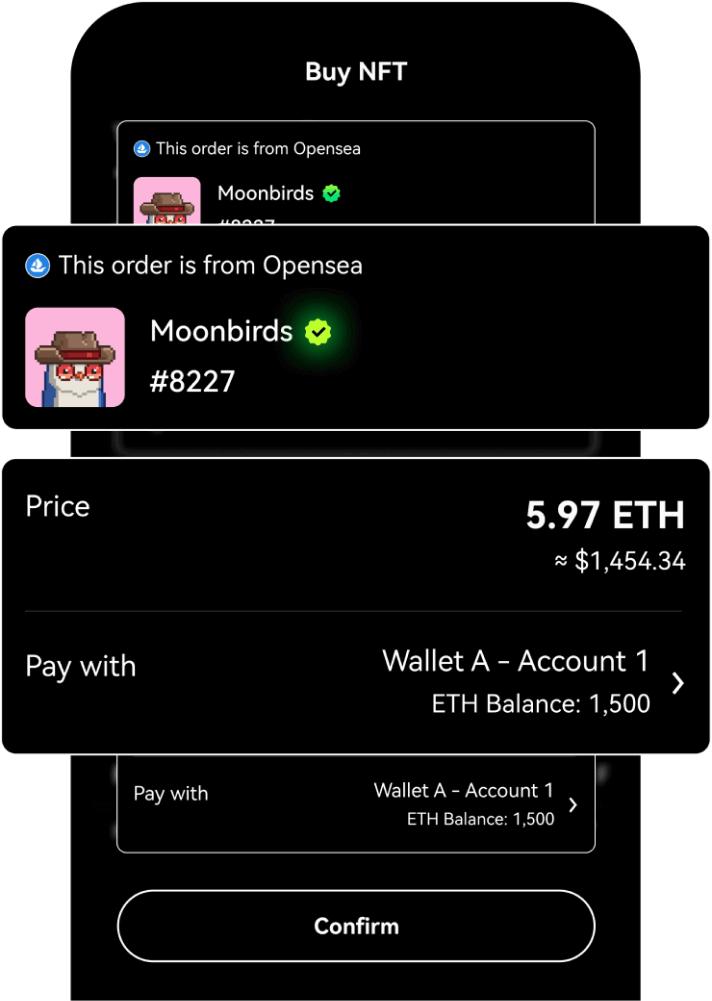 Buy NFT
This order is from Opensea
Moonbirds
#8227
This order is from Opensea
Moonbirds
#8227
Price
5.97 ETH
≈ $1,454.34
Pay with
Wallet A - Account 1
ETH Balance: 1,500
Pay with
Wallet A - Account 1
ETH Balance: 1,500
Confirm